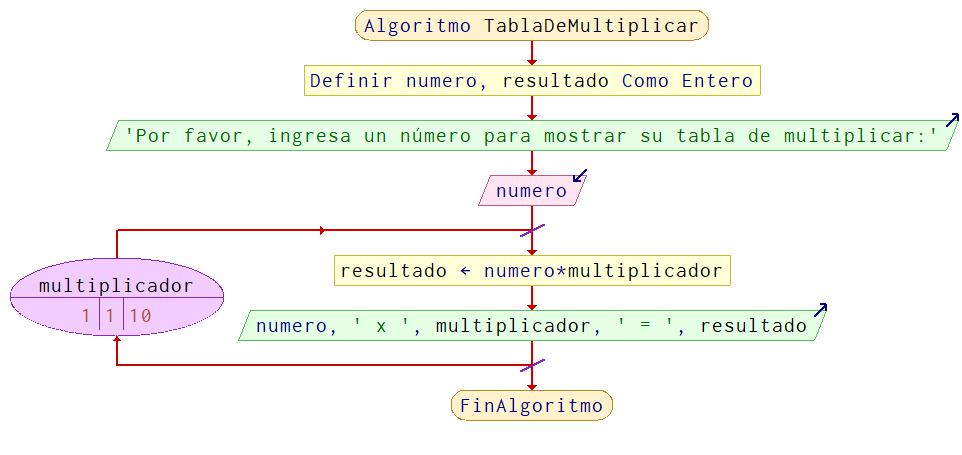 Algoritmo TablaDeMultiplicar
Definir numero, resultado Como Entero
'Por favor, ingresa un número para mostrar su tabla de multiplicar:'
numero
resultado ← numero*multiplicador
multiplicador
1 1 10
numero, ' x ', multiplicador, ' = ', resultado
FinAlgoritmo